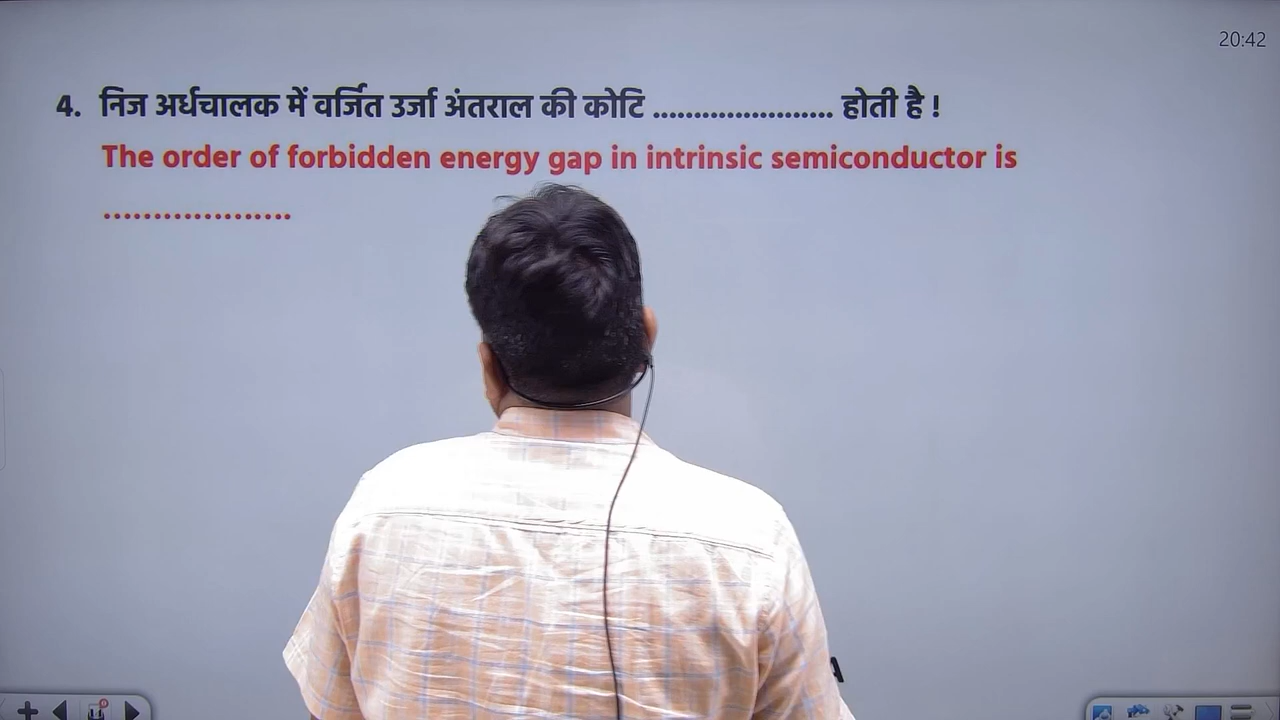 20:42
4. निज अर्धचालक में वर्जित उर्जा अंतराल की कोटि ...................... होती है !
The order of forbidden energy gap in intrinsic semiconductor is
...................